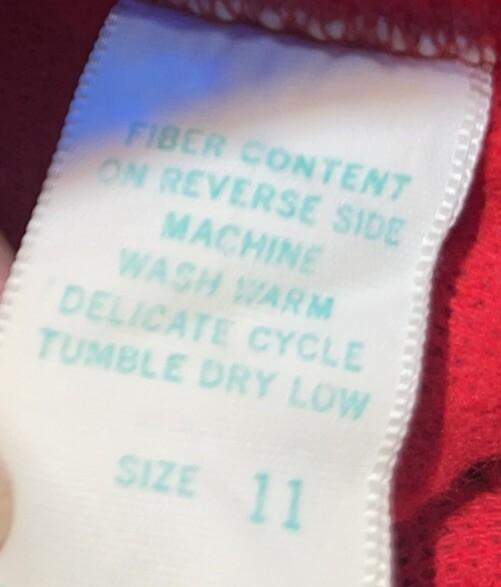 FIBER CONTENT
ON REVERSE SIDE
MACHINE
WASH WARM
DELICATE CYCLE
TUMBLE DRY LOW
SIZE 11